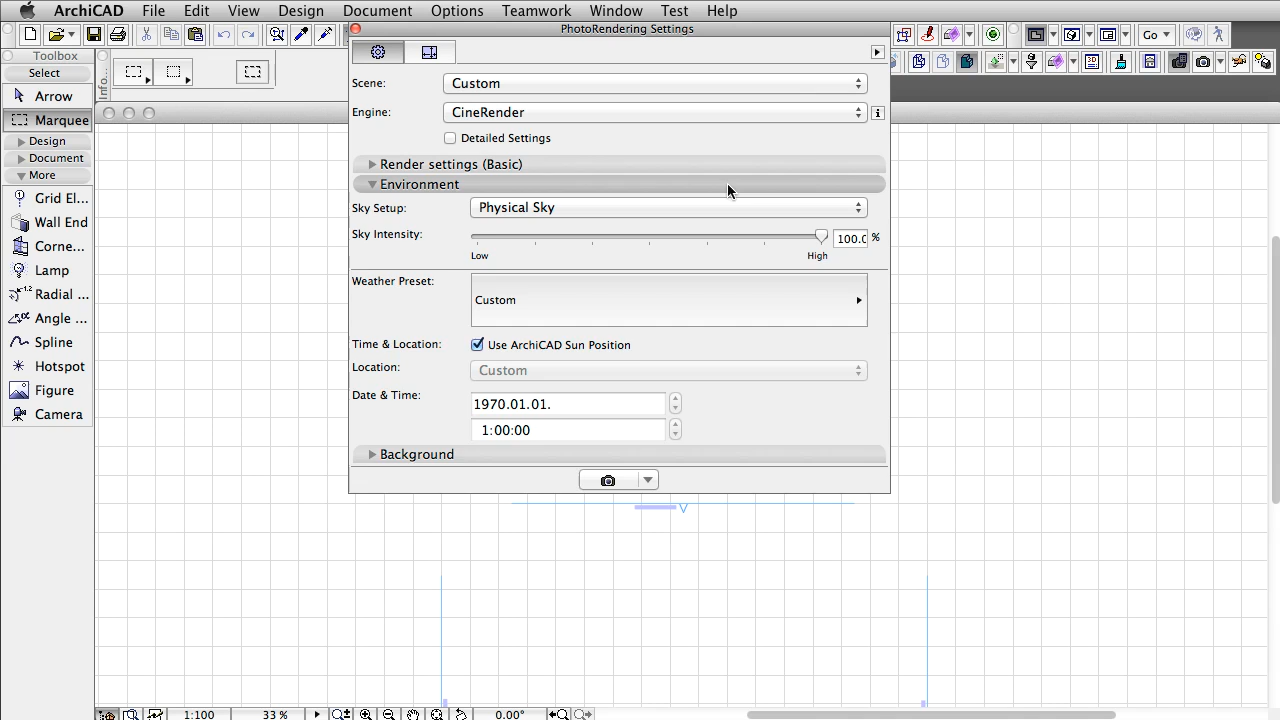 ArchiCAD File Edit View Design Document Options Teamwork Window Test Help
PhotoRendering Settings
Toolbox
Select
Arrow
Marquee
Design
Document
More
Grid El...
Wall End
Corne...
Lamp
Radial ...
Angle ...
Spline
Hotspot
Figure
Camera
Info...
Go
Scene: Custom
Engine: CineRender
Detailed Settings
Render settings (Basic)
Environment
Sky Setup: Physical Sky
Sky Intensity: 100.0 %
Low High
Weather Preset: Custom
Time & Location: Use ArchiCAD Sun Position
Location: Custom
Date & Time: 1970.01.01.
1:00:00
Background
1:100 33 % 0.00°